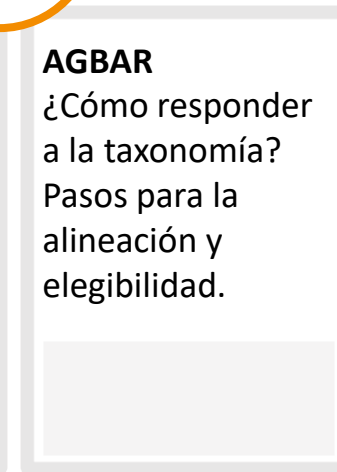 AGBAR
¿Cómo responder
a la taxonomía?
Pasos para la
alineación y
elegibilidad.